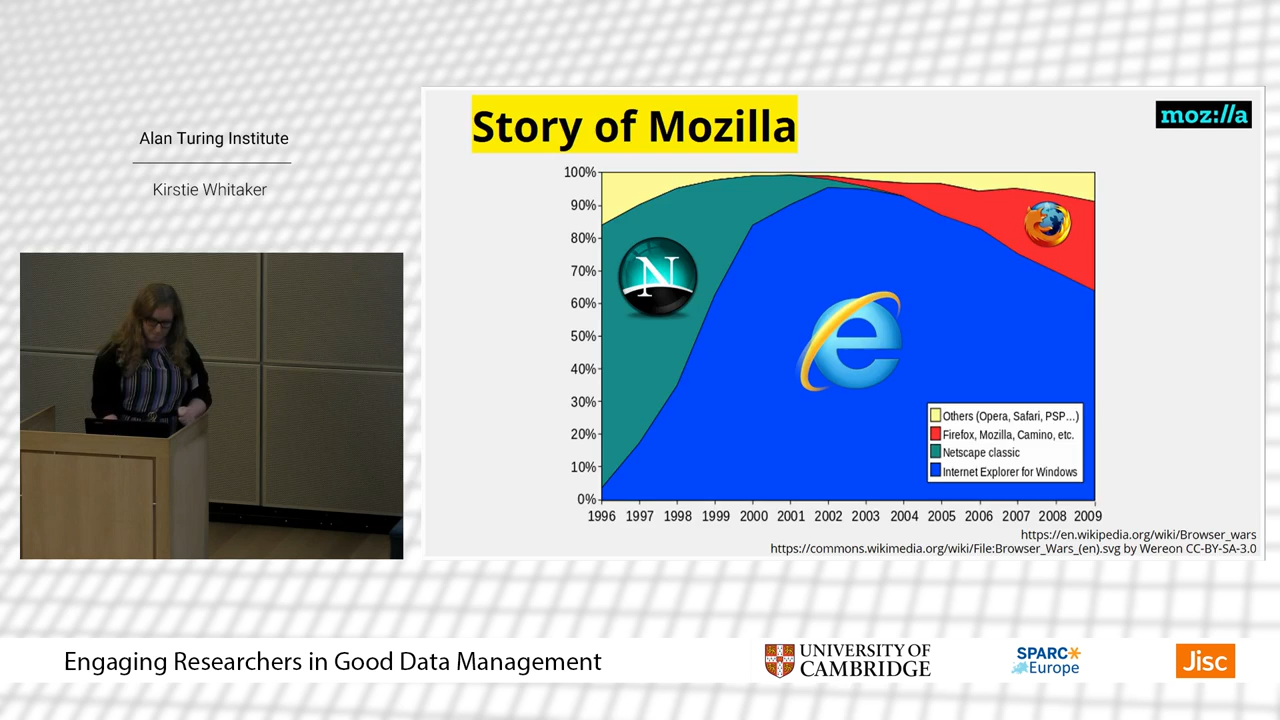 Alan Turing Institute
Kirstie Whitaker
Story of Mozilla
moz://a
100%
90%
80%
70%
60%
50%
40%
30%
20%
10%
0%
N
e
Others (Opera, Safari, PSP...)
Firefox, Mozilla, Camino, etc.
Netscape classic
Internet Explorer for Windows
1996 1997 1998 1999 2000 2001 2002 2003 2004 2005 2006 2007 2008 2009
https://en.wikipedia.org/wiki/Browser_wars
https://commons.wikimedia.org/wiki/File:Browser_Wars_(en).svg by Wereon CC-BY-SA-3.0
Engaging Researchers in Good Data Management
UNIVERSITY OF
CAMBRIDGE
SPARC*
Europe
Jisc